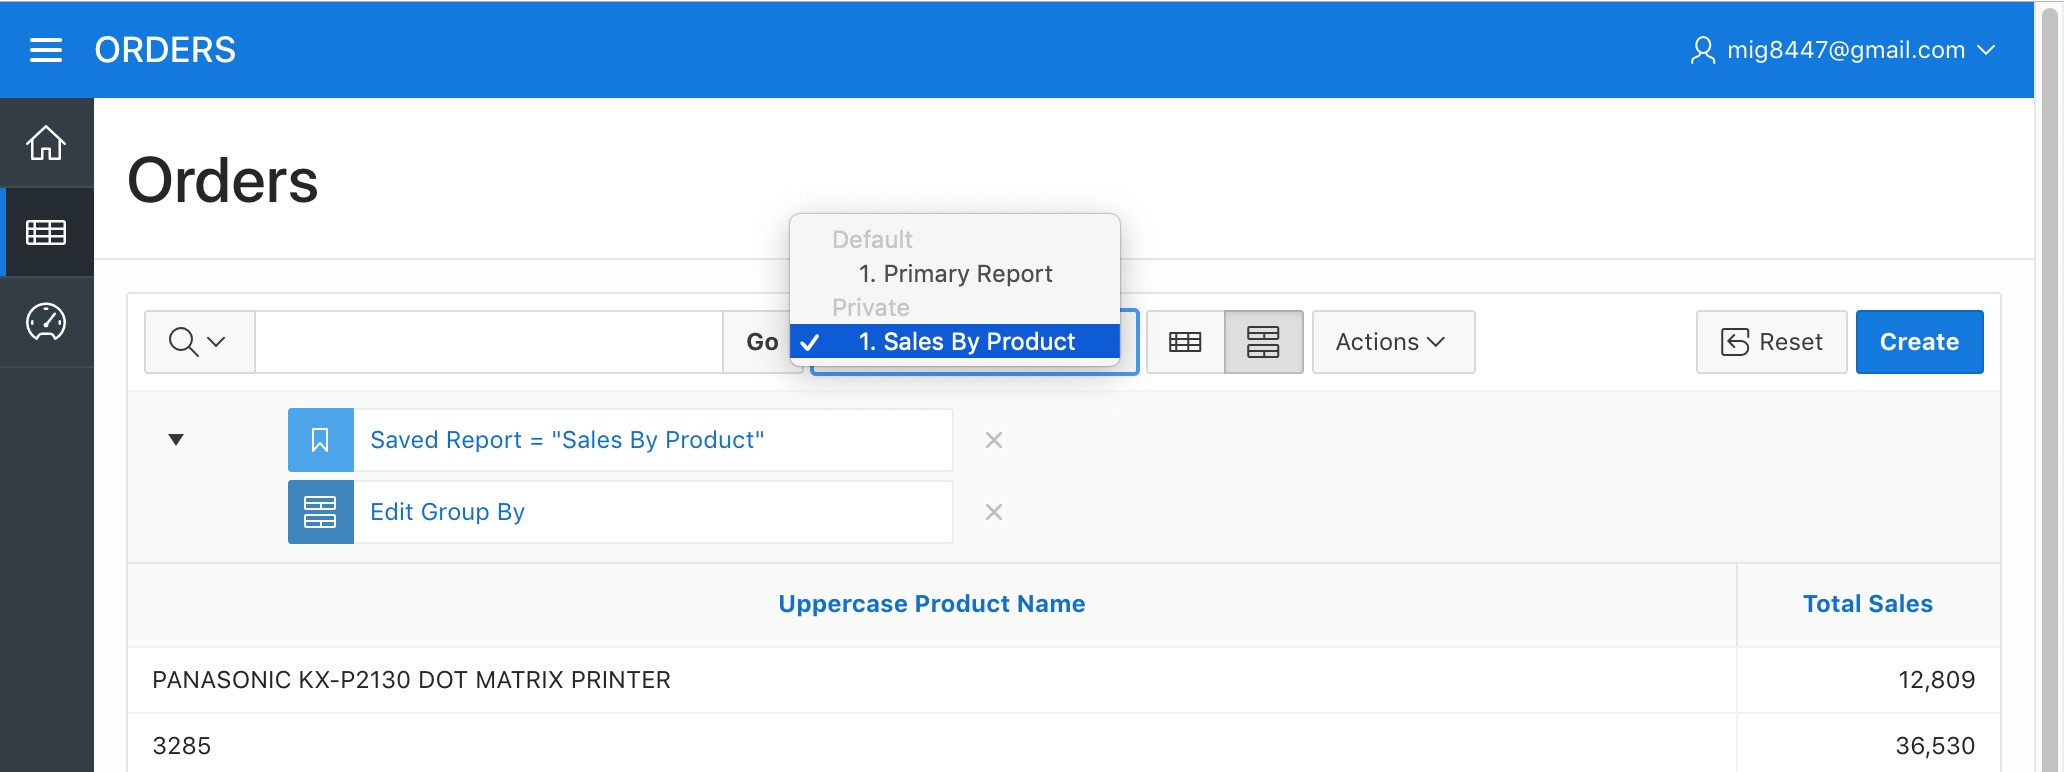 ORDERS
mig8447@gmail.com
Orders
Default
1. Primary Report
Private
Go
✓ 1. Sales By Product
Actions
Reset
Create
Saved Report = "Sales By Product"
Edit Group By
Uppercase Product Name
Total Sales
PANASONIC KX-P2130 DOT MATRIX PRINTER
12,809
3285
36,530